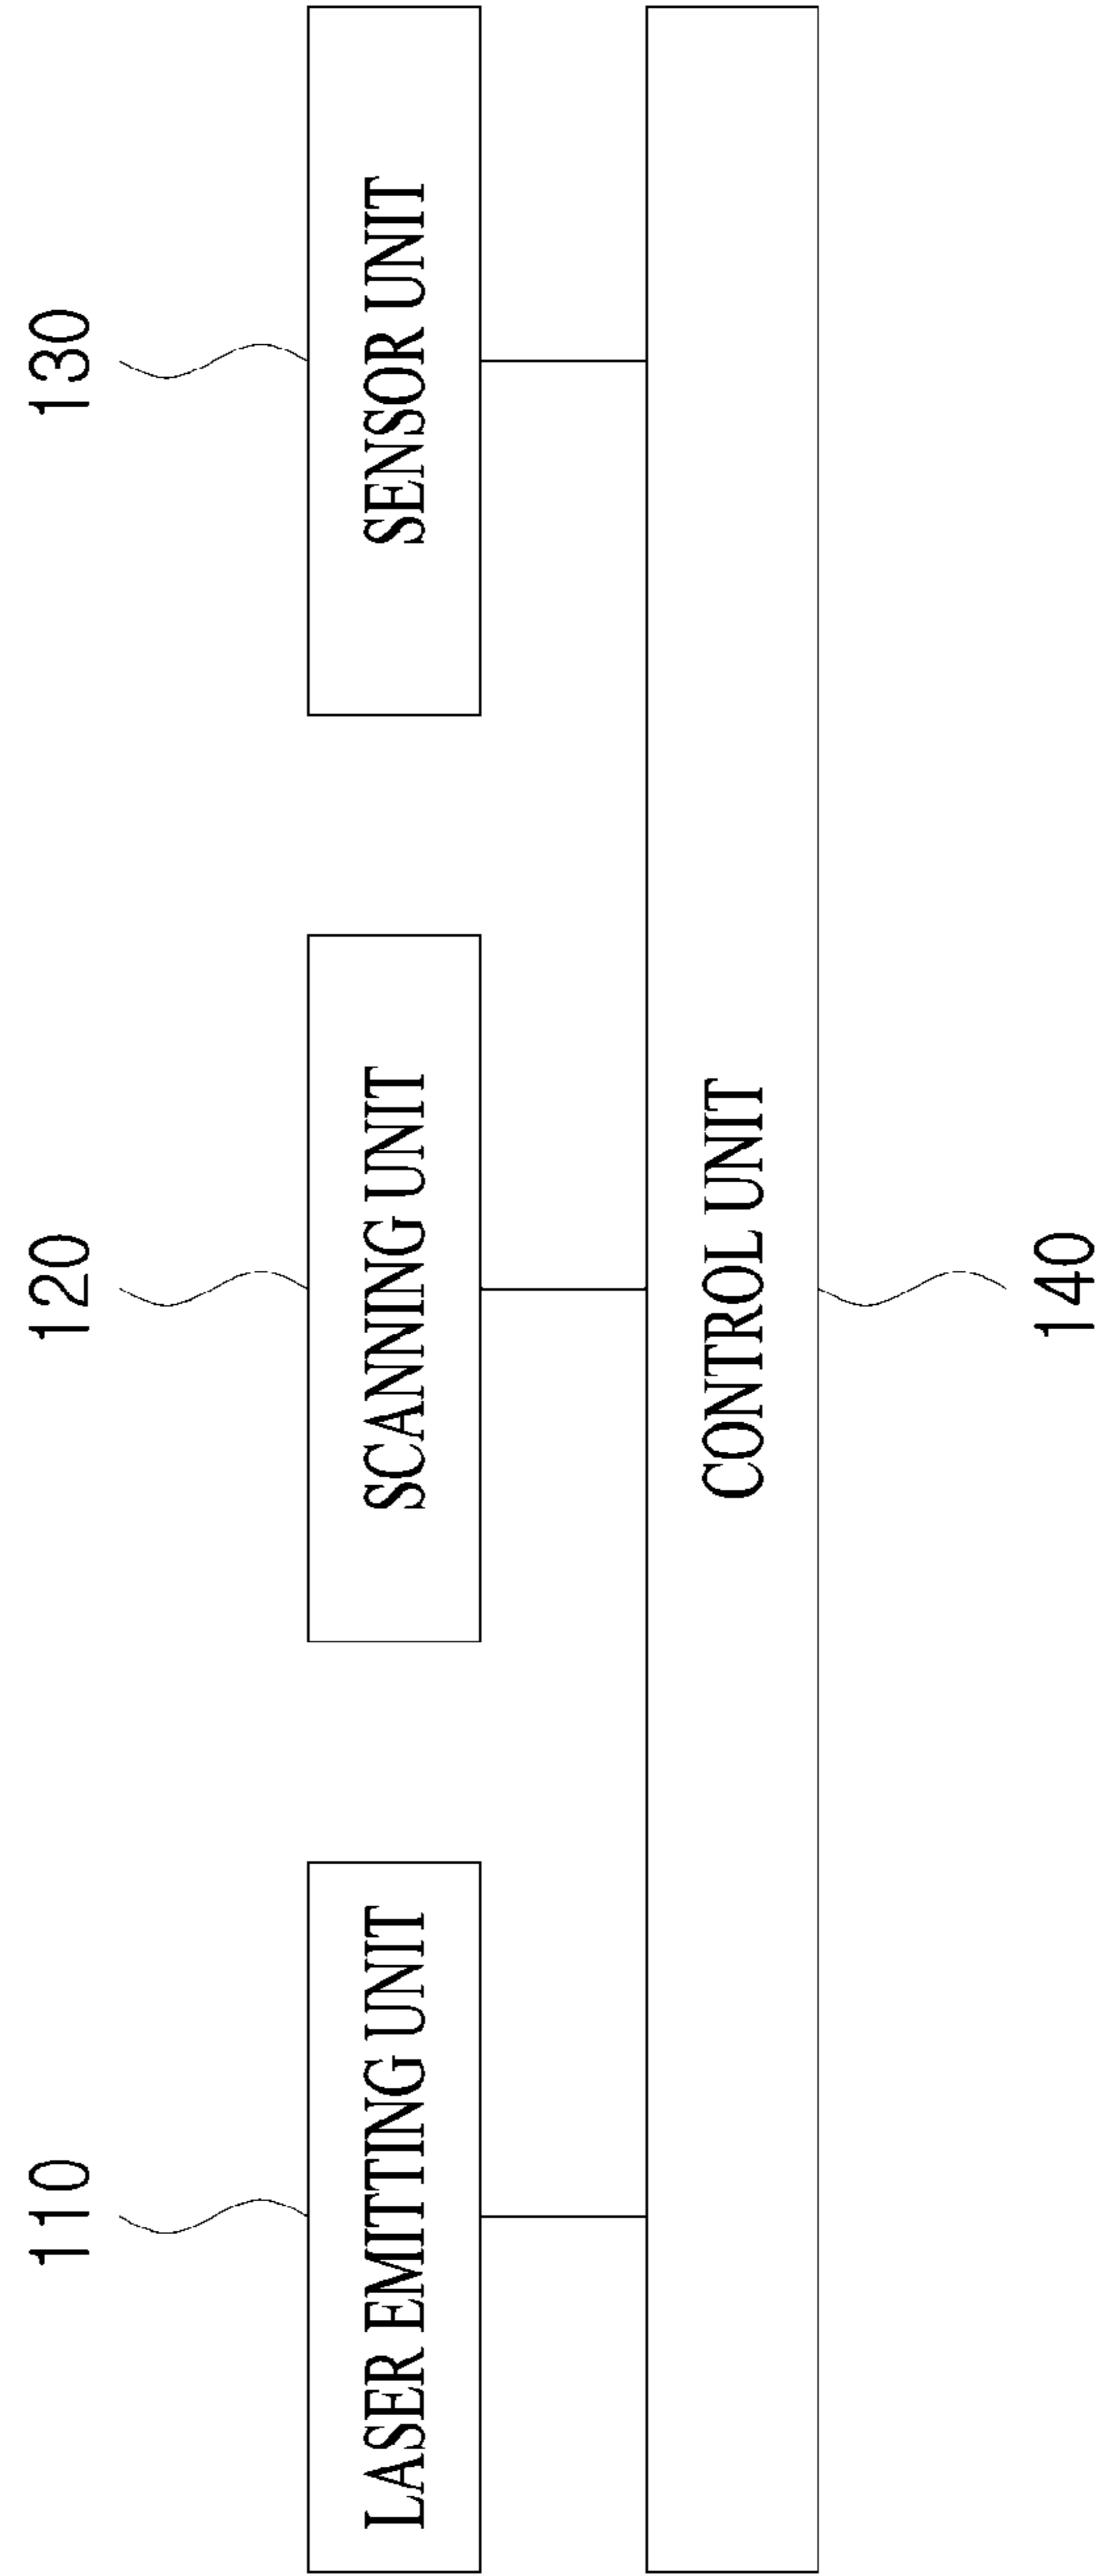 110
120
130
LASER EMITTING UNIT
SCANNING UNIT
SENSOR UNIT
CONTROL UNIT
140